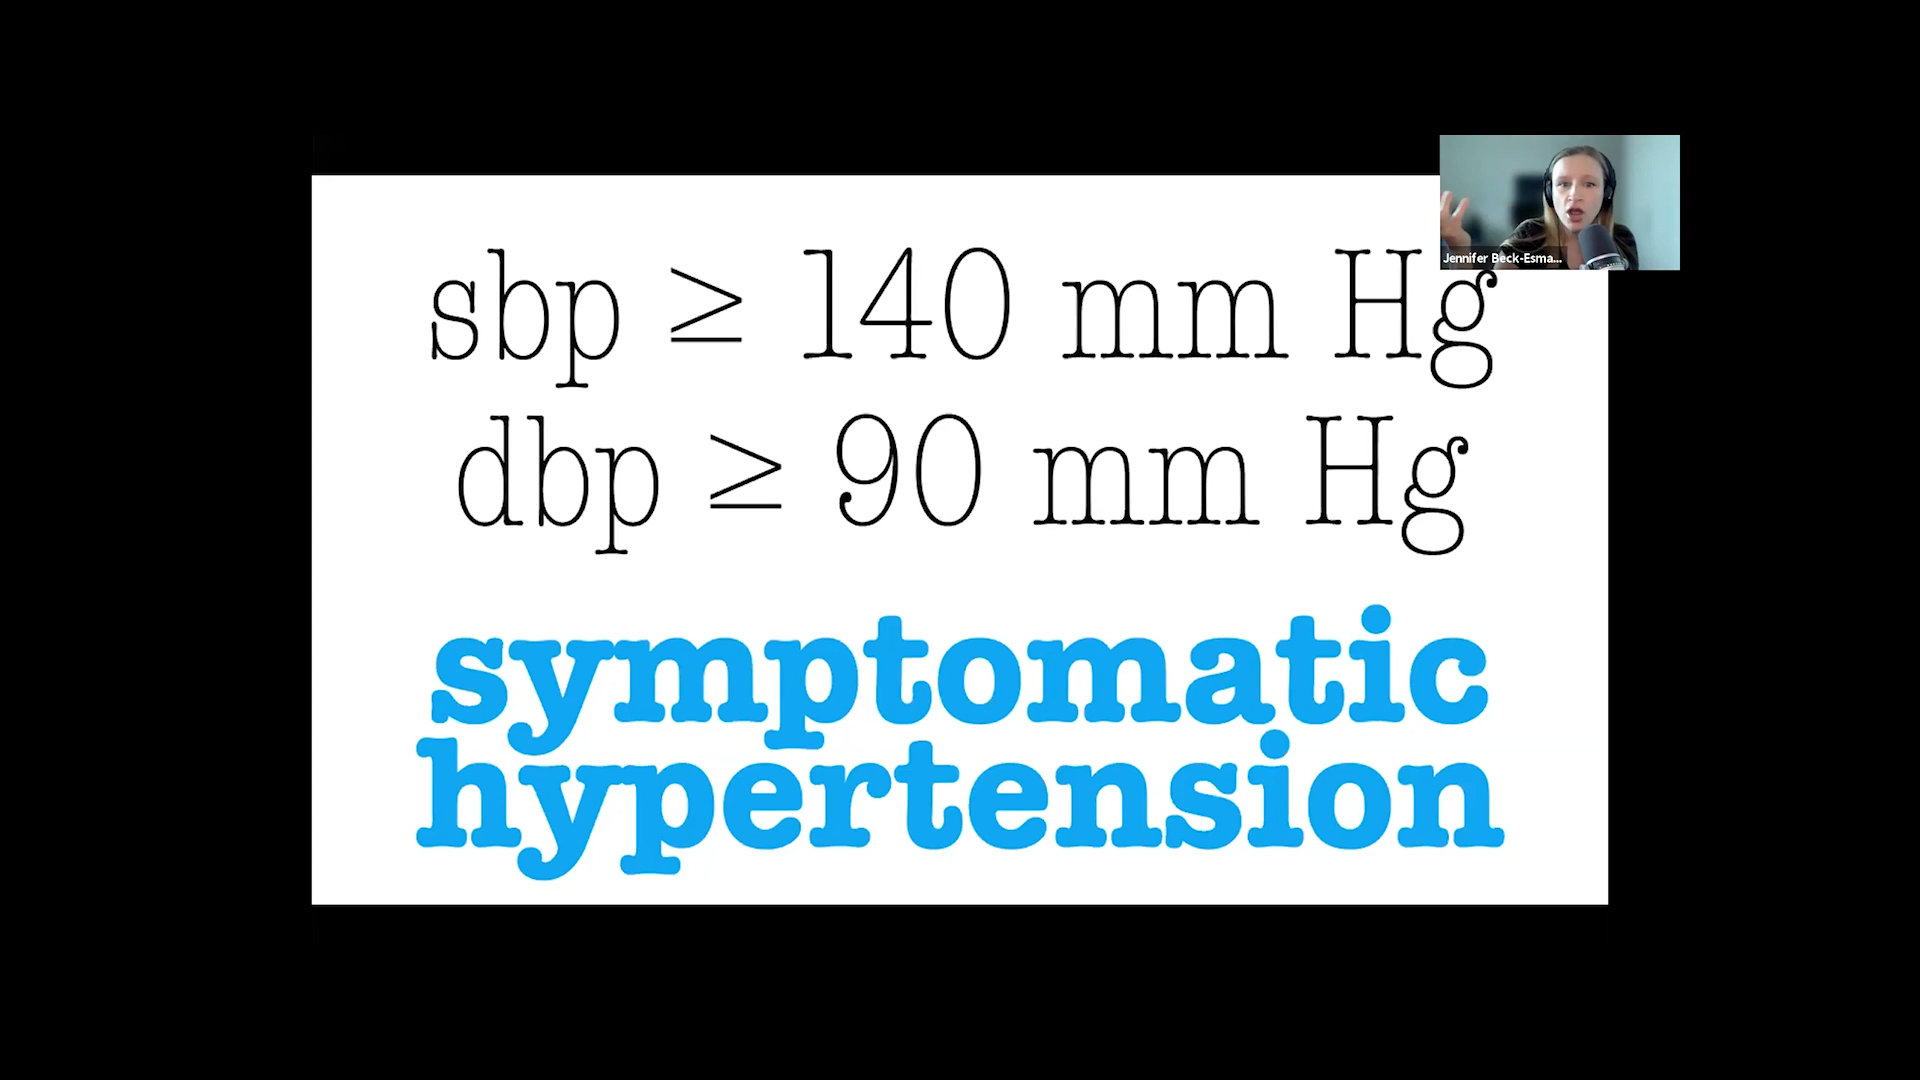 sbp ≥ 140 mm Hg
dbp ≥ 90 mm Hg
symptomatic
hypertension
Jennifer Beck-Esma...